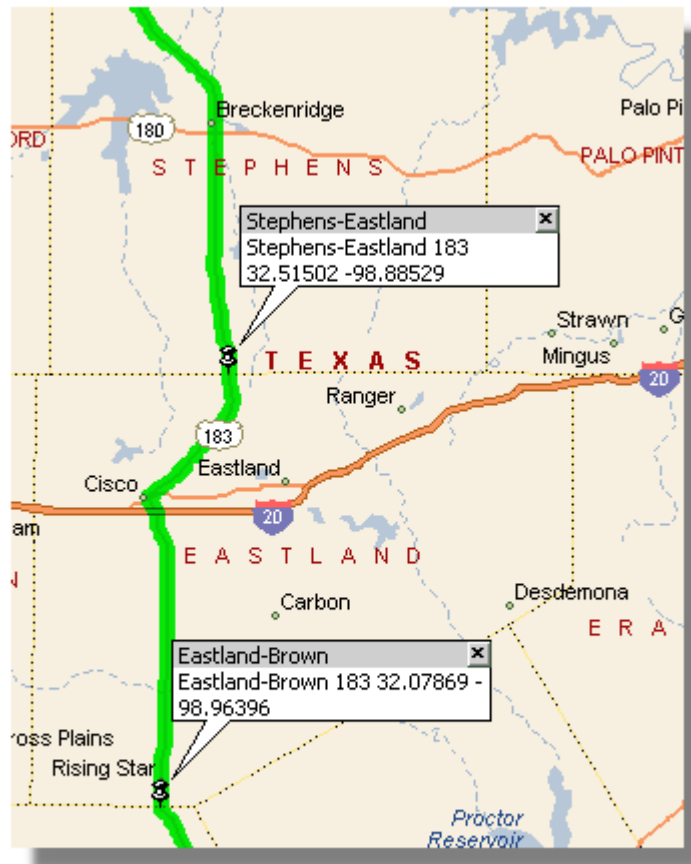 Breckenridge
Palo Pi
ORD
180
STEPHENS
PALO PINT
Stephens-Eastland
Stephens-Eastland 183
32.51502 -98.88529
Strawn
G
Mingus
TEXAS
20
Ranger
183
Eastland
Cisco
20
am
EASTLAND
N
Desdemona
Carbon
ERA
Eastland-Brown
Eastland-Brown 183 32.07869 -
98.96396
ross Plains
Rising Star
Proctor
Reservoir